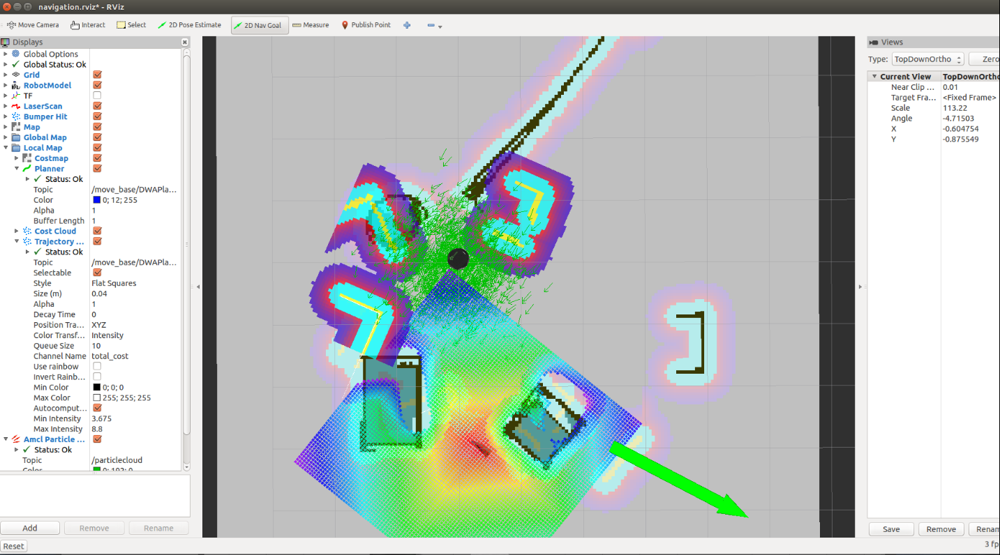 navigation.rviz* - RViz
Move Camera Interact Select 2D Pose Estimate 2D Nav Goal Measure Publish Point
Displays
Global Options
Global Status: Ok
Grid
RobotModel
TF
LaserScan
Bumper Hit
Map
Global Map
Local Map
Costmap
Planner
Status: Ok
Topic /move_base/DWAPla...
Color 0; 12; 255
Alpha 1
Buffer Length 1
Cost Cloud
Trajectory ...
Status: Ok
Topic /move_base/DWAPla...
Selectable
Style Flat Squares
Size (m) 0.04
Alpha 1
Decay Time 0
Position Tra... XYZ
Color Transf... Intensity
Queue Size 10
Channel Name total_cost
Use rainbow
Invert Rainb...
Min Color 0; 0; 0
Max Color 255; 255; 255
Autocomput...
Min Intensity 3.675
Max Intensity 8.8
Amcl Particle ...
Status: Ok
Topic /particlecloud
Color 0; 192; 0
Add Remove Rename
Reset
Views
Type: TopDownOrtho Zero
Current View TopDownOrtho
Near Clip ... 0.01
Target Fra... <Fixed Frame>
Scale 113.22
Angle -4.71503
X -0.604754
Y -0.875549
Save Remove Renam
3 fp